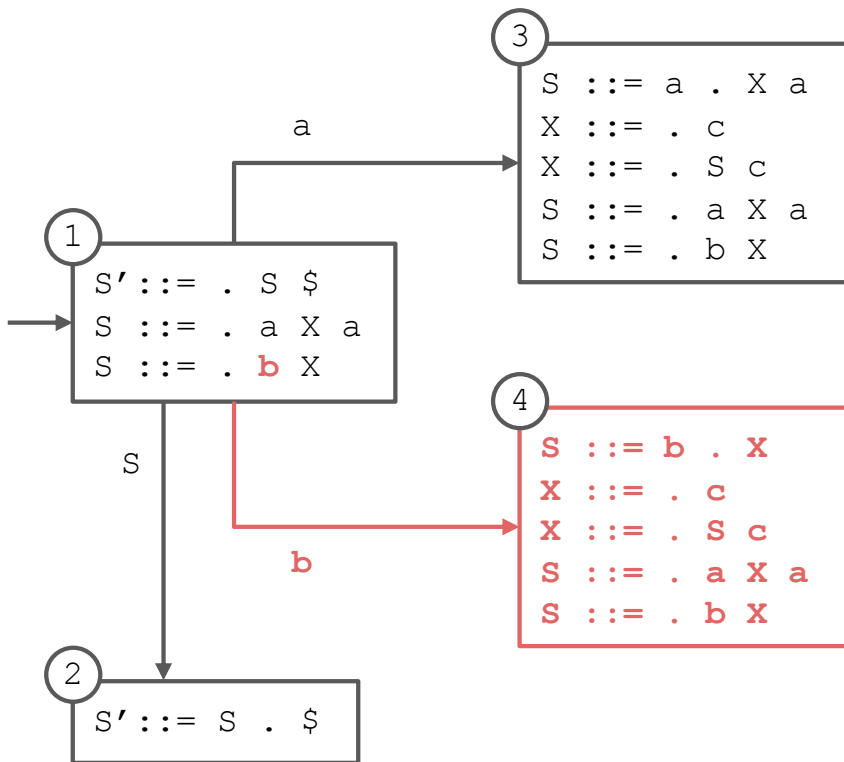 3
S ::= a . X a
X ::= . c
X ::= . S c
S ::= . a X a
S ::= . b X
a
1
S’::= . S $
S ::= . a X a
S ::= . b X
4
S ::= b . X
X ::= . c
X ::= . S c
S ::= . a X a
S ::= . b X
S
b
2
S’::= S . $